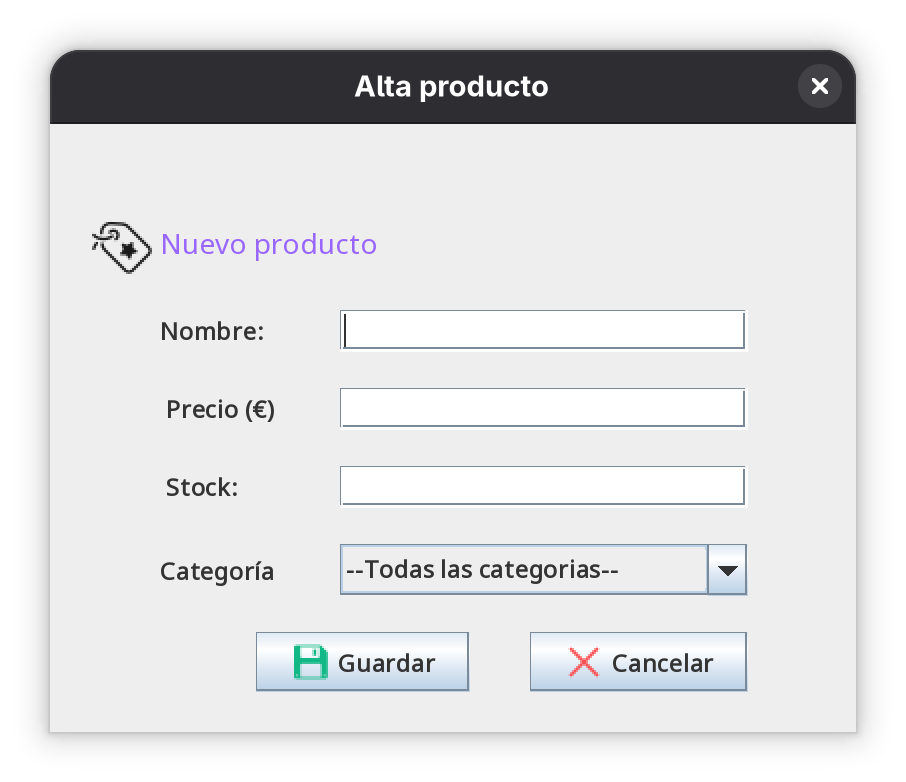 Alta producto
Nuevo producto
Nombre:
Precio (€)
Stock:
Categoría
--Todas las categorias--
Guardar
Cancelar